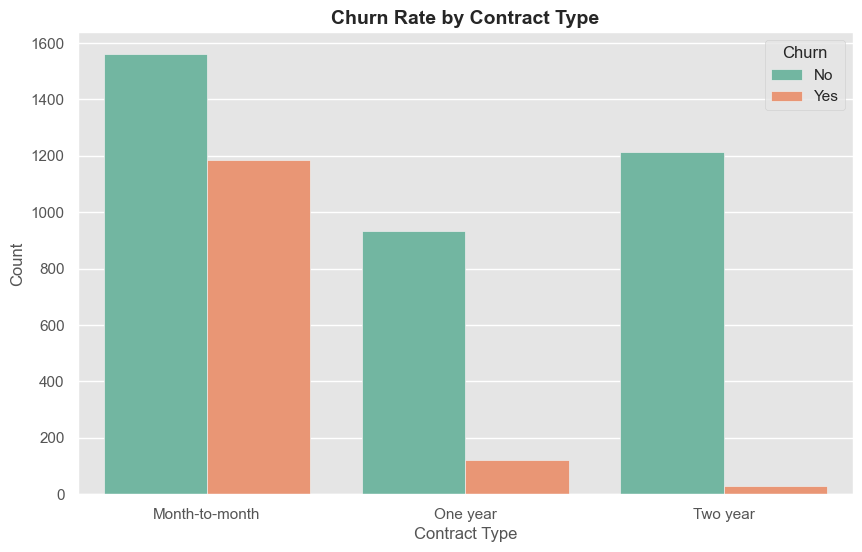 Churn Rate by Contract Type
Churn
No
Yes
1600
1400
1200
1000
800
600
400
200
0
Count
Month-to-month
One year
Two year
Contract Type